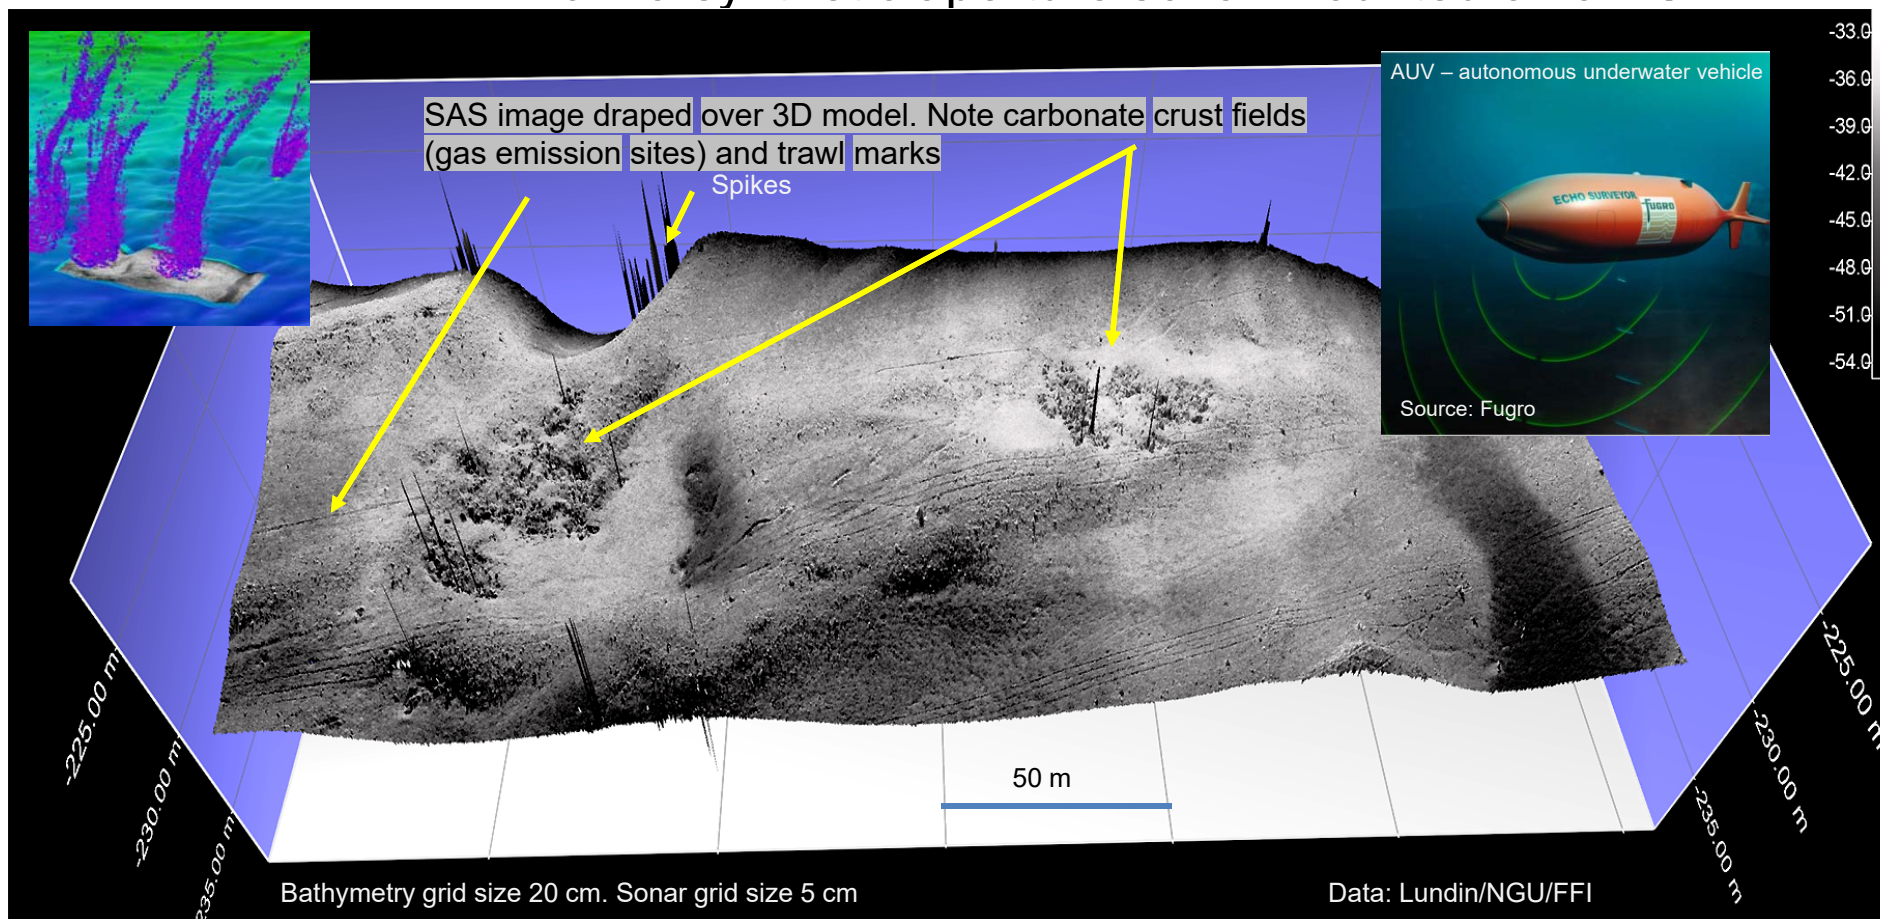 AUV – autonomous underwater vehicle
SAS image draped over 3D model. Note carbonate crust fields
(gas emission sites) and trawl marks
Spikes
ECHO SURVEYOR
FUGRO
Source: Fugro
-33.0
-36.0
-39.0
-42.0
-45.0
-48.0
-51.0
-54.0
-225.00 m
-230.00 m
-235.00 m
-225.00 m
-230.00 m
-235.00 m
50 m
Bathymetry grid size 20 cm. Sonar grid size 5 cm
Data: Lundin/NGU/FFI